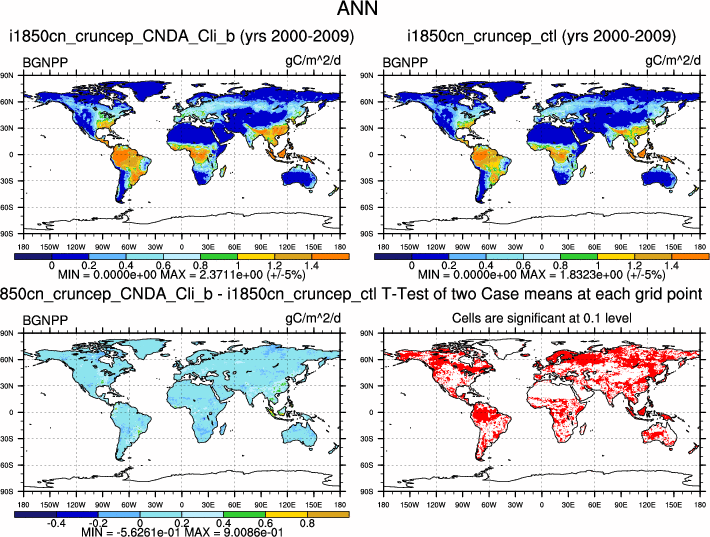 ANN
i1850cn_cruncep_CNDA_Cli_b (yrs 2000-2009)
i1850cn_cruncep_ctl (yrs 2000-2009)
BGNPP gC/m^2/d
BGNPP gC/m^2/d
90N
60N
30N
0
30S
60S
90S
180 150W 120W 90W 60W 30W 0 30E 60E 90E 120E 150E 180
90N
60N
30N
0
30S
60S
90S
180 150W 120W 90W 60W 30W 0 30E 60E 90E 120E 150E 180
0 0.2 0.4 0.6 0.8 1 1.2 1.4
MIN = 0.0000e+00 MAX = 2.3711e+00 (+/-5%)
0 0.2 0.4 0.6 0.8 1 1.2 1.4
MIN = 0.0000e+00 MAX = 1.8323e+00 (+/-5%)
850cn_cruncep_CNDA_Cli_b - i1850cn_cruncep_ctl
T-Test of two Case means at each grid point
BGNPP gC/m^2/d
Cells are significant at 0.1 level
90N
60N
30N
0
30S
60S
90S
180 150W 120W 90W 60W 30W 0 30E 60E 90E 120E 150E 180
90N
60N
30N
0
30S
60S
90S
180 150W 120W 90W 60W 30W 0 30E 60E 90E 120E 150E 180
-0.4 -0.2 0 0.2 0.4 0.6 0.8
MIN = -5.6261e-01 MAX = 9.0086e-01